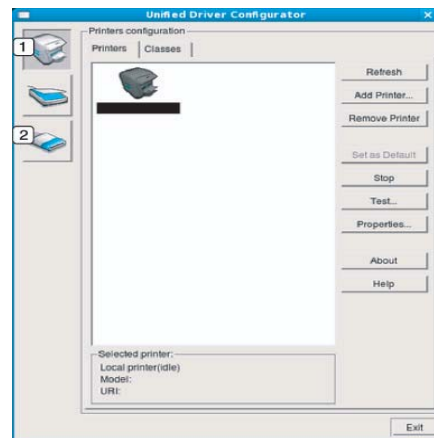 Unified Driver Configurator
Printers configuration
Printers
Classes
1
2
Refresh
Add Printer...
Remove Printer
Set as Default
Stop
Test...
Properties...
About
Help
Selected printer:
Local printer(idle)
Model:
URI:
Exit